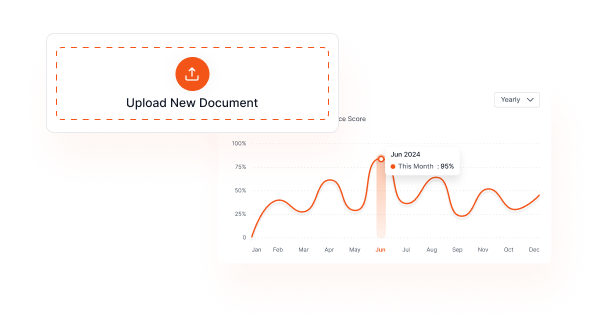 Upload New Document
Yearly
ce Score
100%
75%
50%
25%
0
Jun 2024
This Month : 95%
Jan Feb Mar Apr May Jun Jul Aug Sep Nov Oct Dec